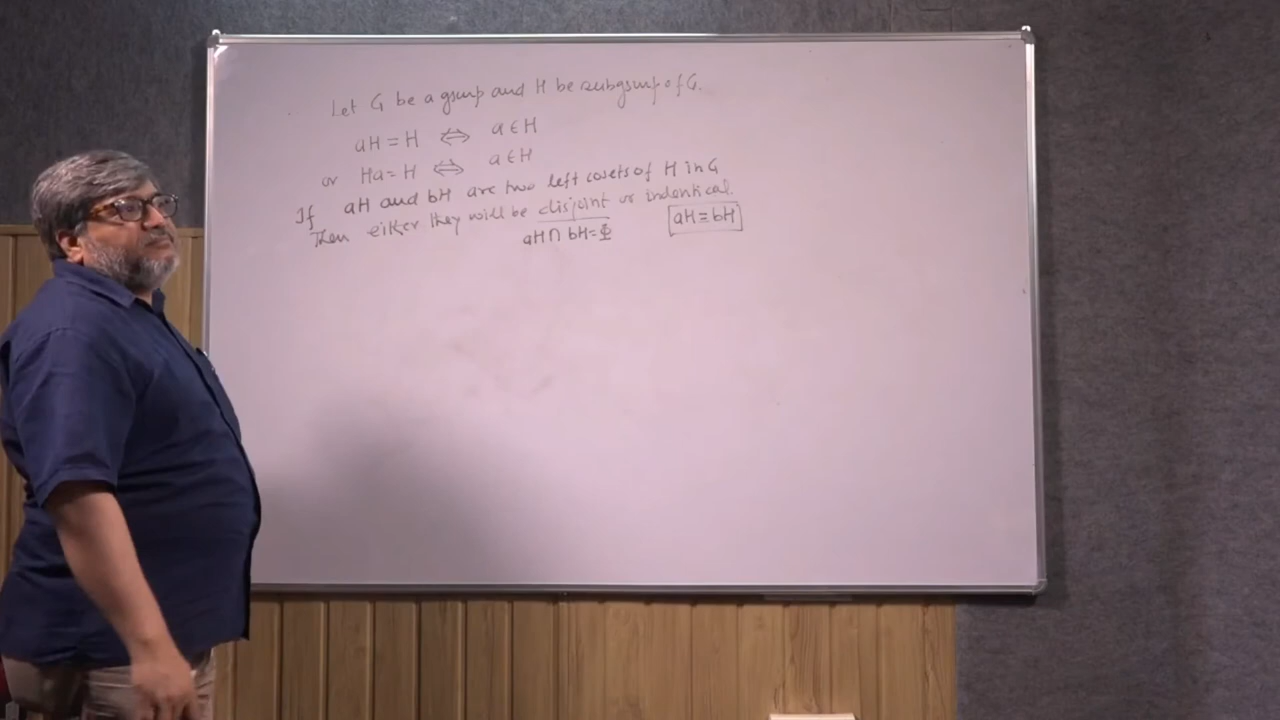 Let G be a group and H be subgroup of G.
aH = H ⇔ a ∈ H
or Ha = H ⇔ a ∈ H
If aH and bH are two left cosets of H in G
Then either they will be disjoint or indentical
aH ∩ bH = Φ aH ≡ bH